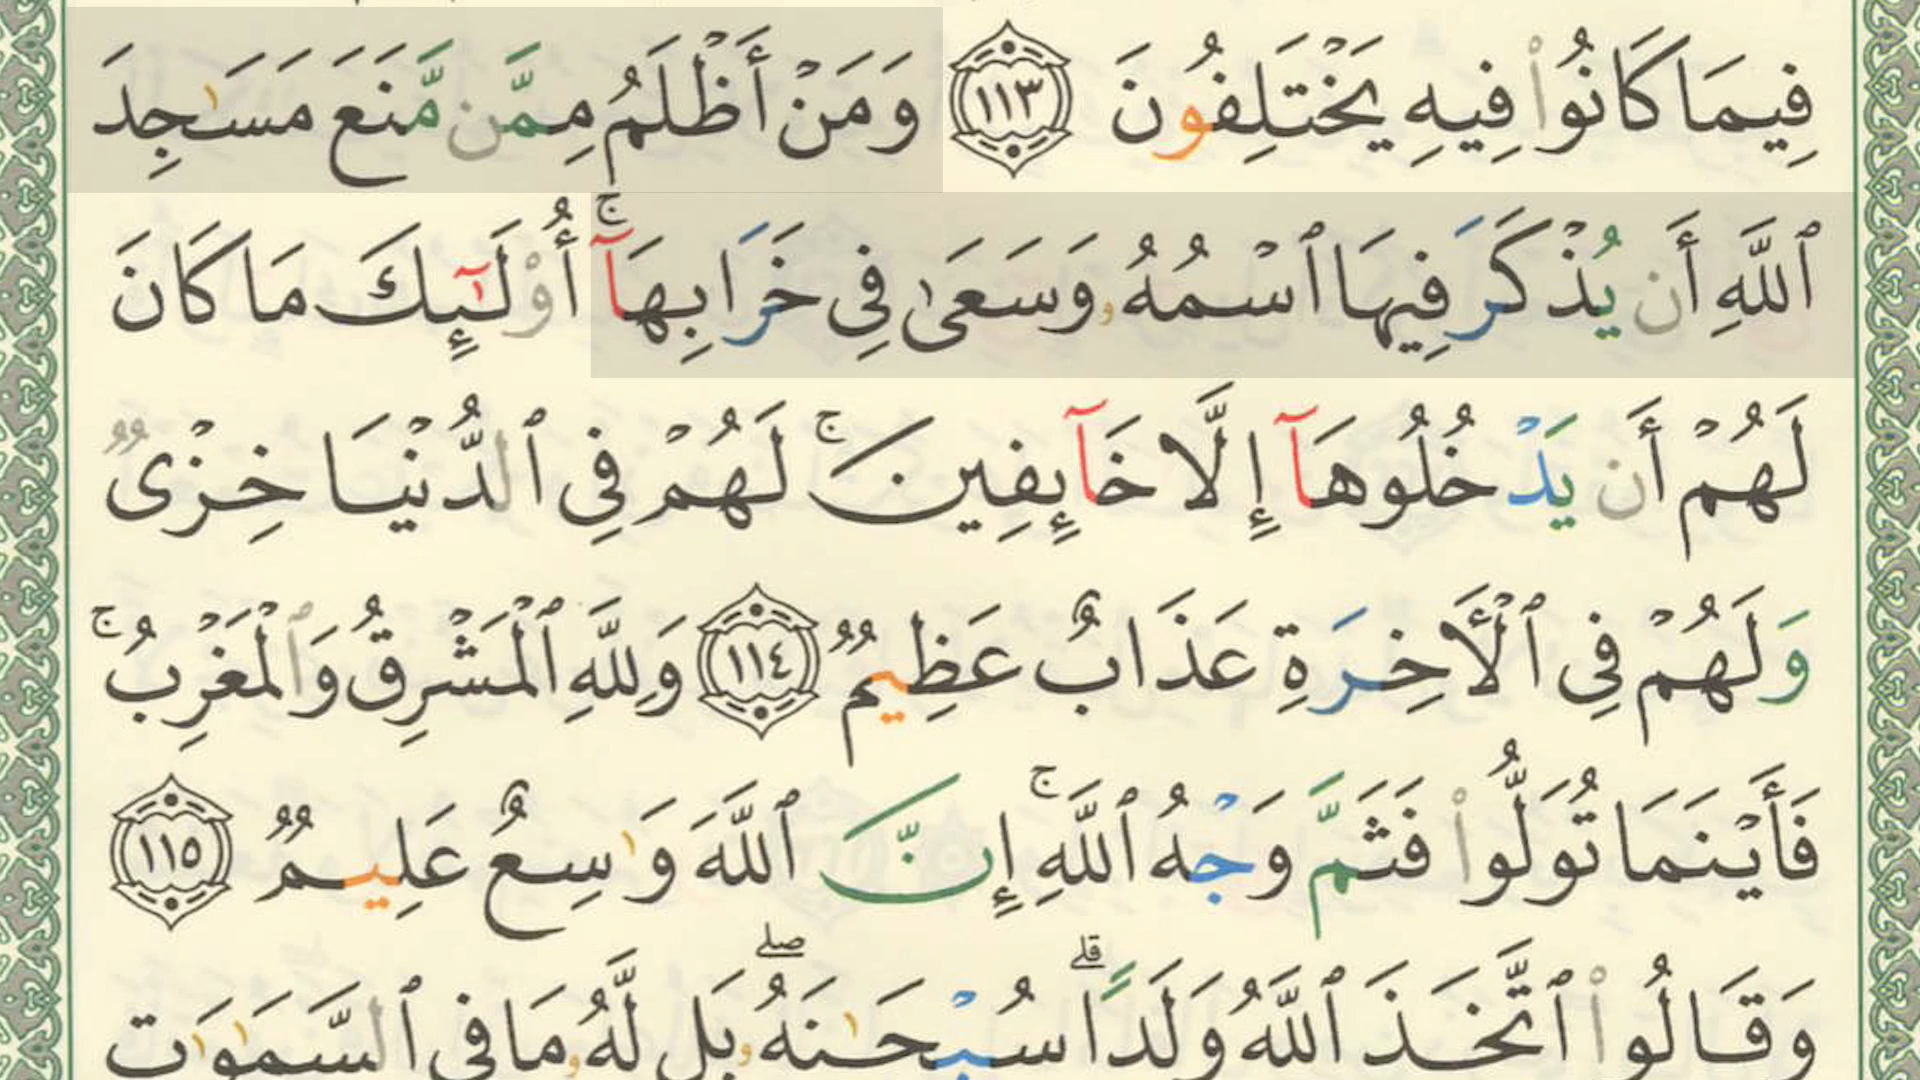 فِيمَا كَانُوا۟ فِيهِ يَخْتَلِفُونَ ١١٣ وَمَنْ أَظْلَمُ مِمَّن مَّنَعَ مَسَـٰجِدَ
ٱللَّهِ أَن يُذْكَرَ فِيهَا ٱسْمُهُۥ وَسَعَىٰ فِى خَرَابِهَآ ۚ أُو۟لَـٰٓئِكَ مَا كَانَ
لَهُمْ أَن يَدْخُلُوهَآ إِلَّا خَآئِفِينَ ۚ لَهُمْ فِى ٱلدُّنْيَا خِزْىٌ
وَلَهُمْ فِى ٱلْأَخِرَةِ عَذَابٌ عَظِيمٌ ١١٤ وَلِلَّهِ ٱلْمَشْرِقُ وَٱلْمَغْرِبُ ۚ
فَأَيْنَمَا تُوَلُّوا۟ فَثَمَّ وَجْهُ ٱللَّهِ ۚ إِنَّ ٱللَّهَ وَٰسِعٌ عَلِيمٌ ١١٥
وَقَالُوا۟ ٱتَّخَذَ ٱللَّهُ وَلَدًا ۗ سُبْحَـٰنَهُۥ ۖ بَل لَّهُۥ مَا فِى ٱلسَّمَـٰوَٰت